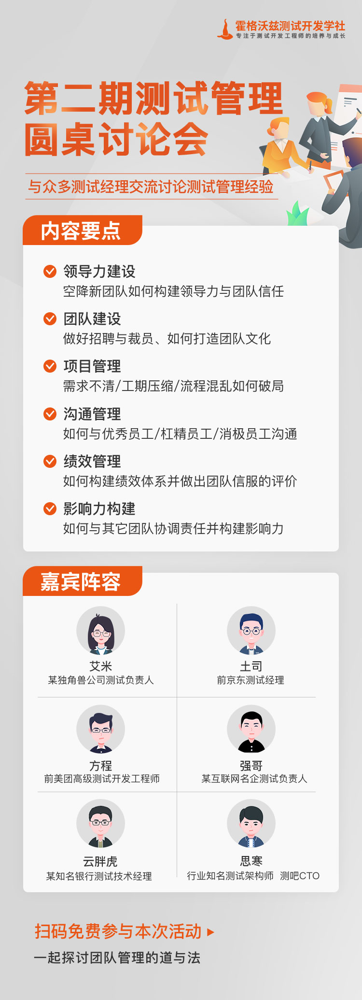 霍格沃兹测试开发学社
专注于测试开发工程师的培养与成长
第二期测试管理
圆桌讨论会
与众多测试经理交流讨论测试管理经验
内容要点
领导力建设
空降新团队如何构建领导力与团队信任
团队建设
做好招聘与裁员、如何打造团队文化
项目管理
需求不清/工期压缩/流程混乱如何破局
沟通管理
如何与优秀员工/杠精员工/消极员工沟通
绩效管理
如何构建绩效体系并做出团队信服的评价
影响力构建
如何与其它团队协调责任并构建影响力
嘉宾阵容
艾米
某独角兽公司测试负责人
土司
前京东测试经理
方程
前美团高级测试开发工程师
强哥
某互联网名企测试负责人
云胖虎
某知名银行测试技术经理
思寒
行业知名测试架构师 测吧CTO
扫码免费参与本次活动
一起探讨团队管理的道与法